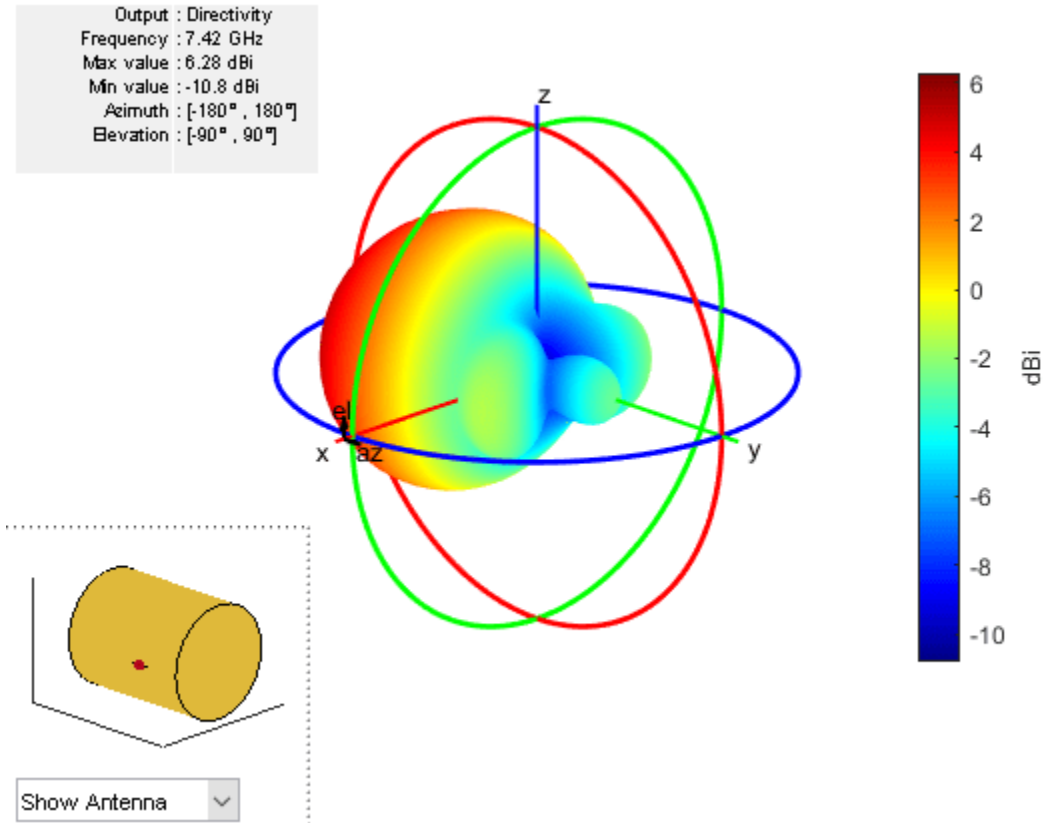 Output : Directivity
Frequency : 7.42 GHz
Max value : 6.28 dBi
Min value : -10.8 dBi
Azimuth : [-180° , 180°]
Elevation : [-90° , 90°]
z
x
y
el
az
6
4
2
0
-2
-4
-6
-8
-10
dBi
Show Antenna